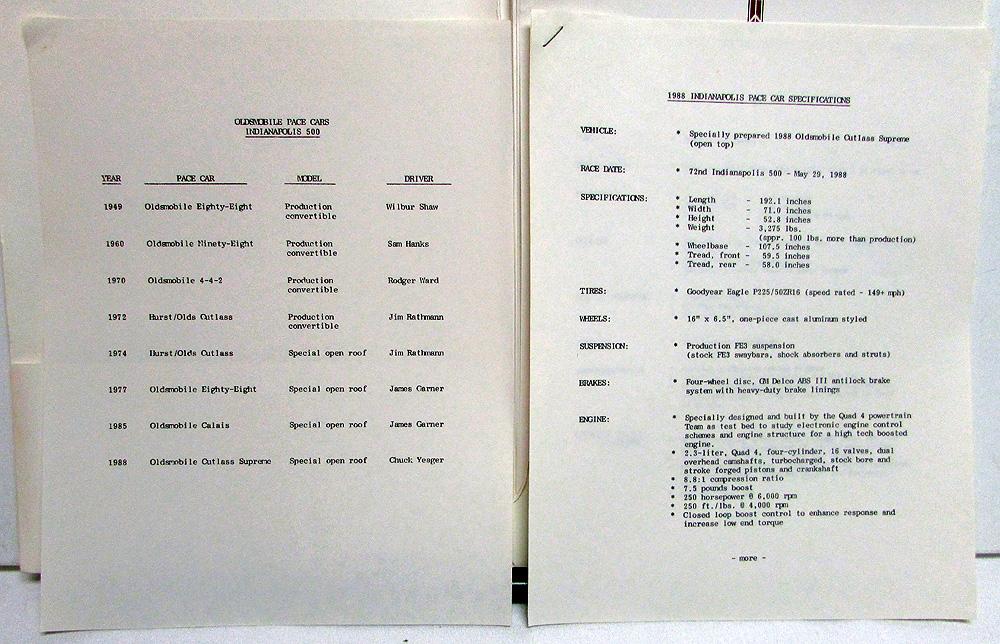 OLDSMOBILE PACE CARS
INDIANAPOLIS 500
YEAR PACE CAR MODEL DRIVER
1949 Oldsmobile Eighty-Eight Production Wilbur Shaw
convertible
1960 Oldsmobile Ninety-Eight Production Sam Hanks
convertible
1970 Oldsmobile 4-4-2 Production Rodger Ward
convertible
1972 Hurst/Olds Cutlass Production Jim Rathmann
convertible
1974 Hurst/Olds Cutlass Special open roof Jim Rathmann
1977 Oldsmobile Eighty-Eight Special open roof James Garner
1985 Oldsmobile Calais Special open roof James Garner
1988 Oldsmobile Cutlass Supreme Special open roof Chuck Yeager
1988 INDIANAPOLIS PACE CAR SPECIFICATIONS
VEHICLE: * Specially prepared 1988 Oldsmobile Cutlass Supreme
(open top)
RACE DATE: * 72nd Indianapolis 500 - May 29, 1988
SPECIFICATIONS: * Length - 192.1 inches
* Width - 71.0 inches
* Height - 52.8 inches
* Weight - 3,275 lbs.
(appr. 100 lbs. more than production)
* Wheelbase - 107.5 inches
* Tread, front - 59.5 inches
* Tread, rear - 58.0 inches
TIRES: * Goodyear Eagle P225/50ZR16 (speed rated - 149+ mph)
WHEELS: * 16" x 6.5", one-piece cast aluminum styled
SUSPENSION: * Production FE3 suspension
(stock FE3 swaybars, shock absorbers and struts)
BRAKES: * Four-wheel disc, GM Delco ABS III antilock brake
system with heavy-duty brake linings
ENGINE: * Specially designed and built by the Quad 4 powertrain
Team as test bed to study electronic engine control
schemes and engine structure for a high tech boosted
engine.
* 2.3-liter, Quad 4, four-cylinder, 16 valves, dual
overhead camshafts, turbocharged, stock bore and
stroke forged pistons and crankshaft
* 8.8:1 compression ratio
* 7.5 pounds boost
* 250 horsepower @ 6,000 rpm
* 250 ft./lbs. @ 4,000 rpm
* Closed loop boost control to enhance response and
increase low end torque
- more -